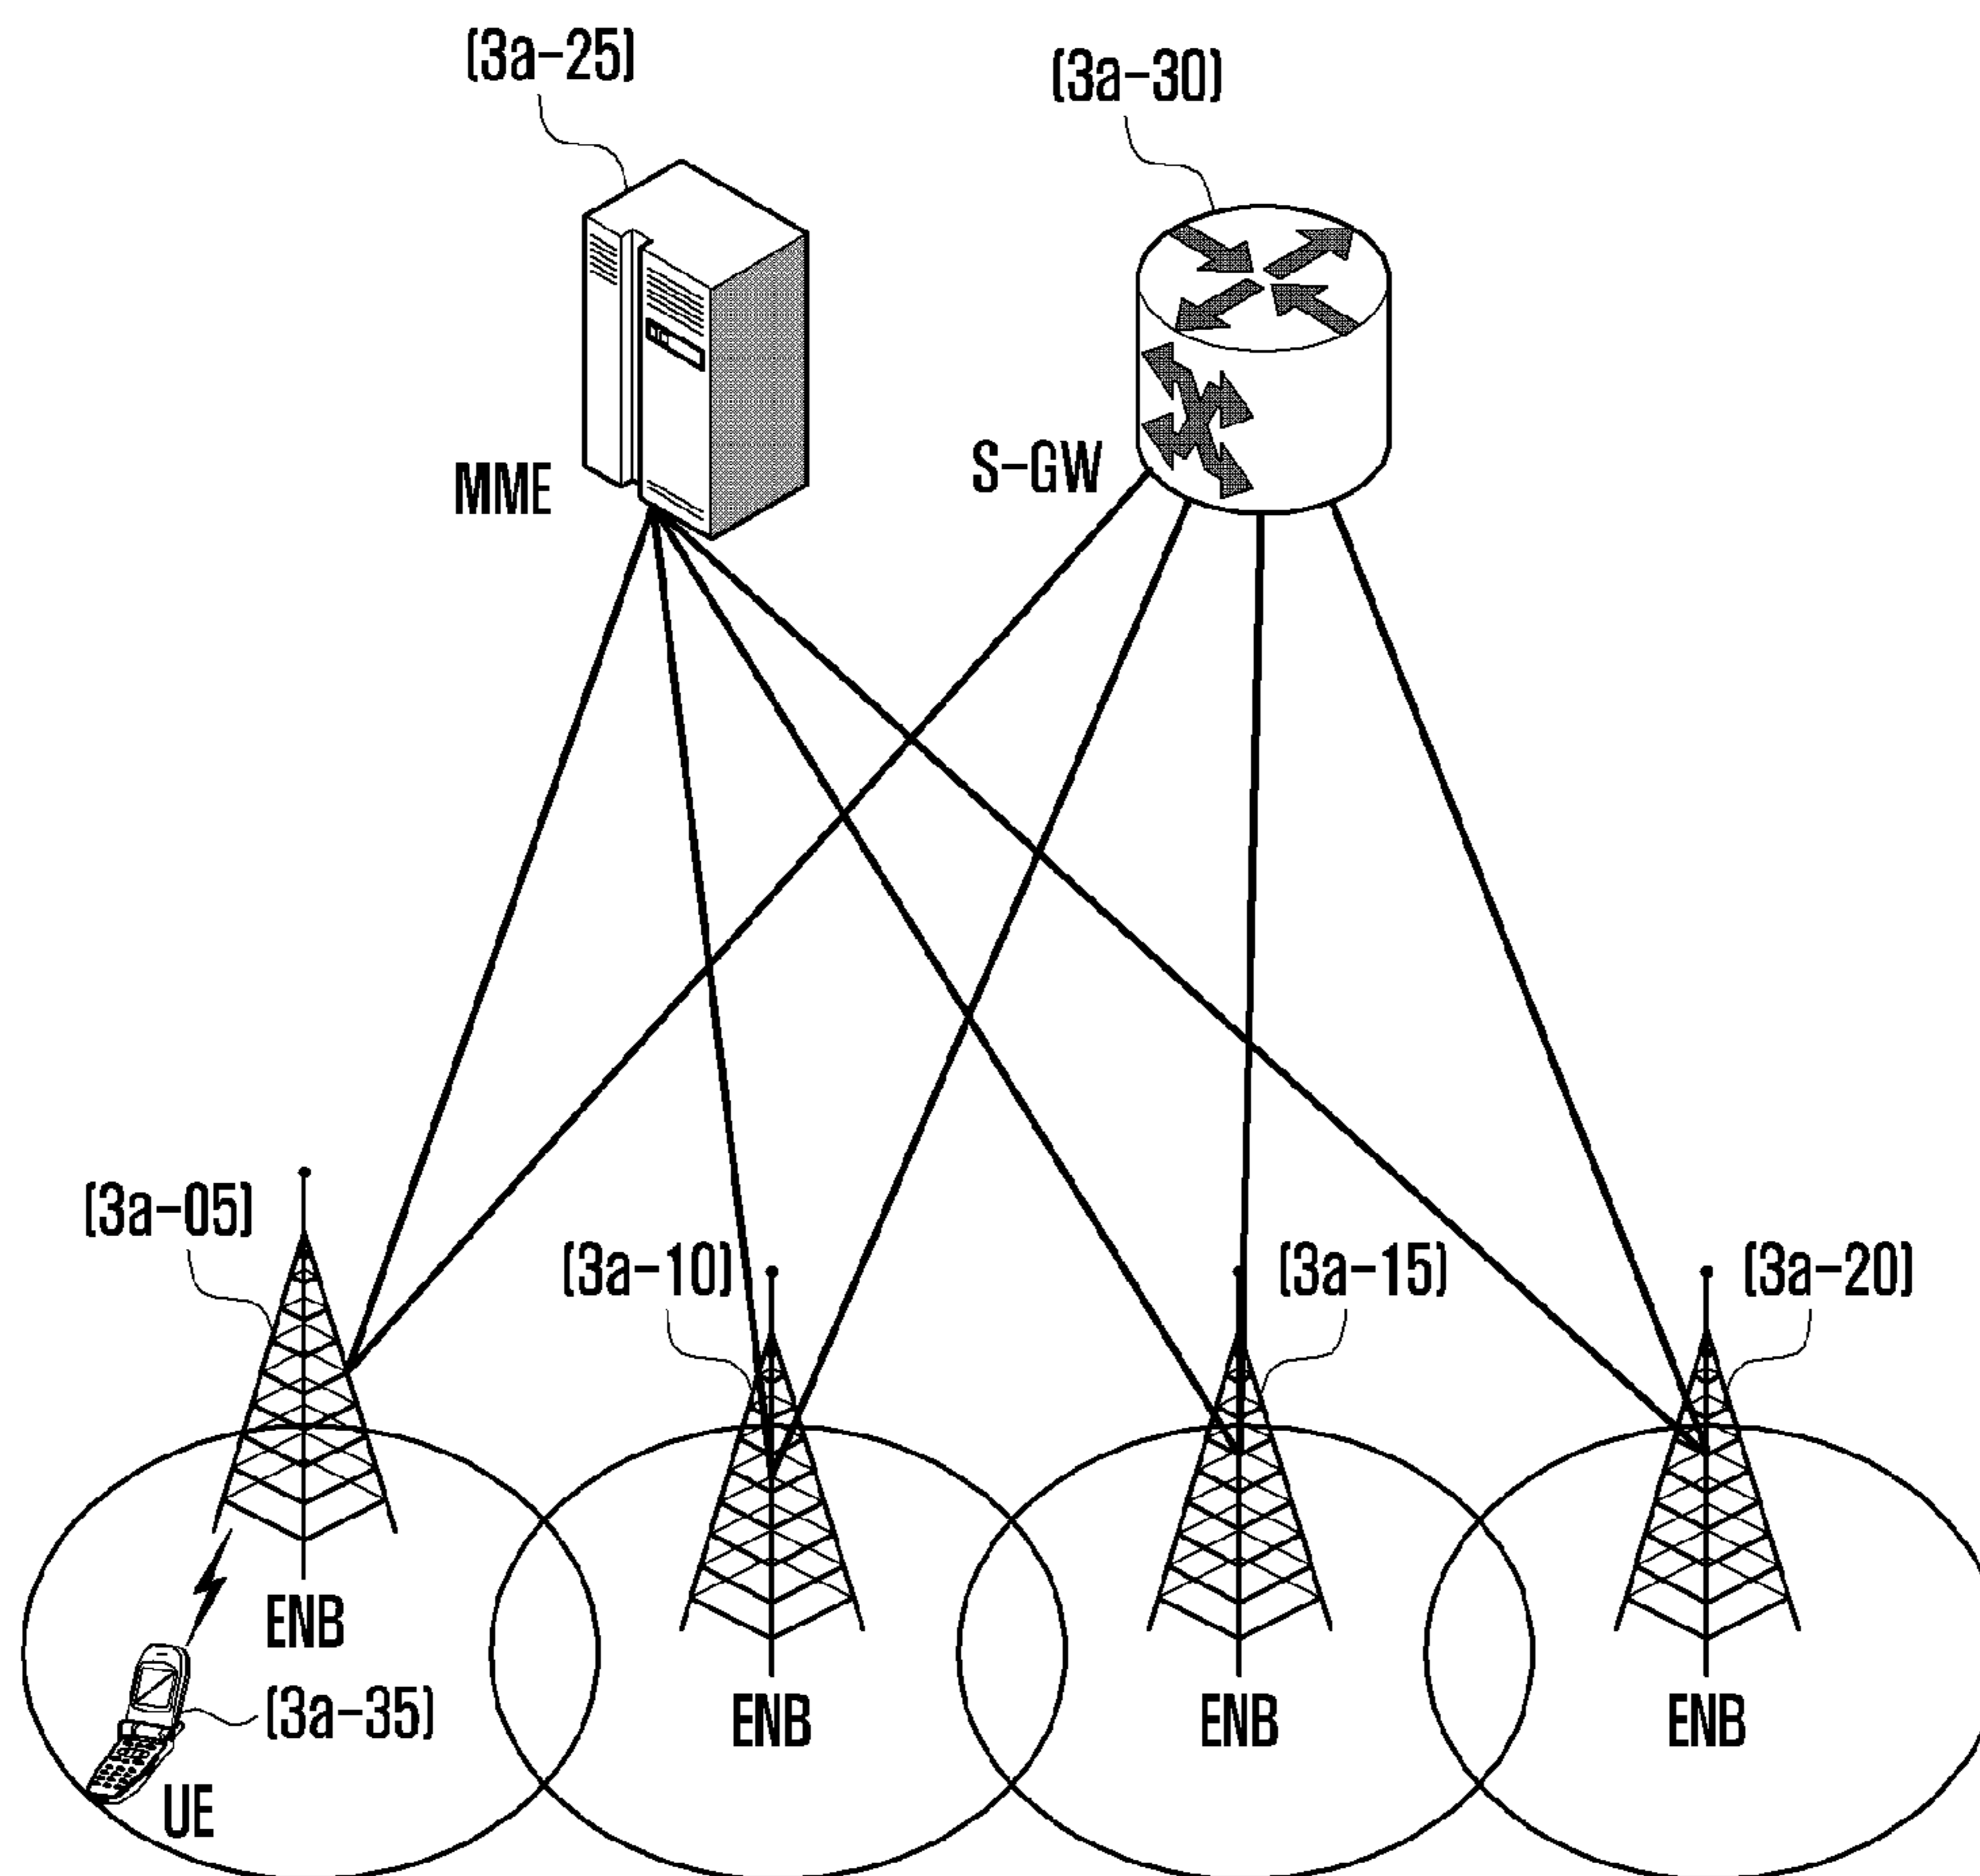 (3a-25)
(3a-30)
MME
S-GW
(3a-05)
(3a-10)
(3a-15)
(3a-20)
ENB
(3a-35)
ENB
ENB
ENB
UE